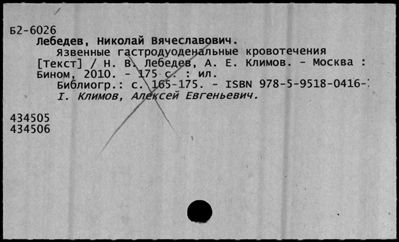 Б2-6026
Лебедев, Николай Вячеславович.
Язвенные гастродуоденальные кровотечения
[Текст] / Н. В. Лебедев, А. Е. Климов. - Москва :
Бином, 2010. - 175 с. : ил.
Библиогр.: с. 165-175. - ISBN 978-5-9518-0416-
I. Климов, Алексей Евгеньевич.
434505
434506